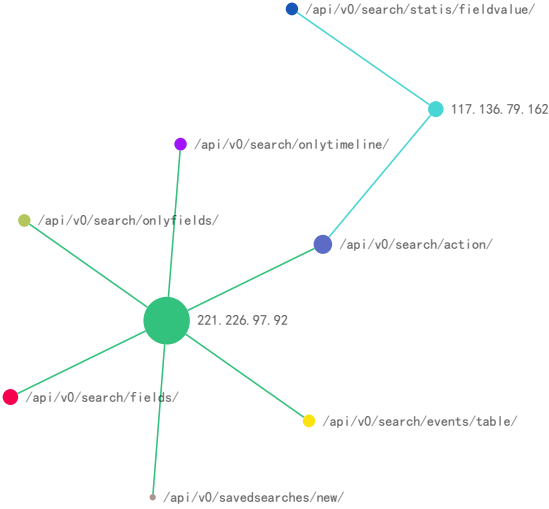 /api/v0/search/statis/fieldvalue/
117.136.79.162
/api/v0/search/onlytimeline/
/api/v0/search/onlyfields/
/api/v0/search/action/
221.226.97.92
/api/v0/search/fields/
/api/v0/search/events/table/
/api/v0/savedsearches/new/